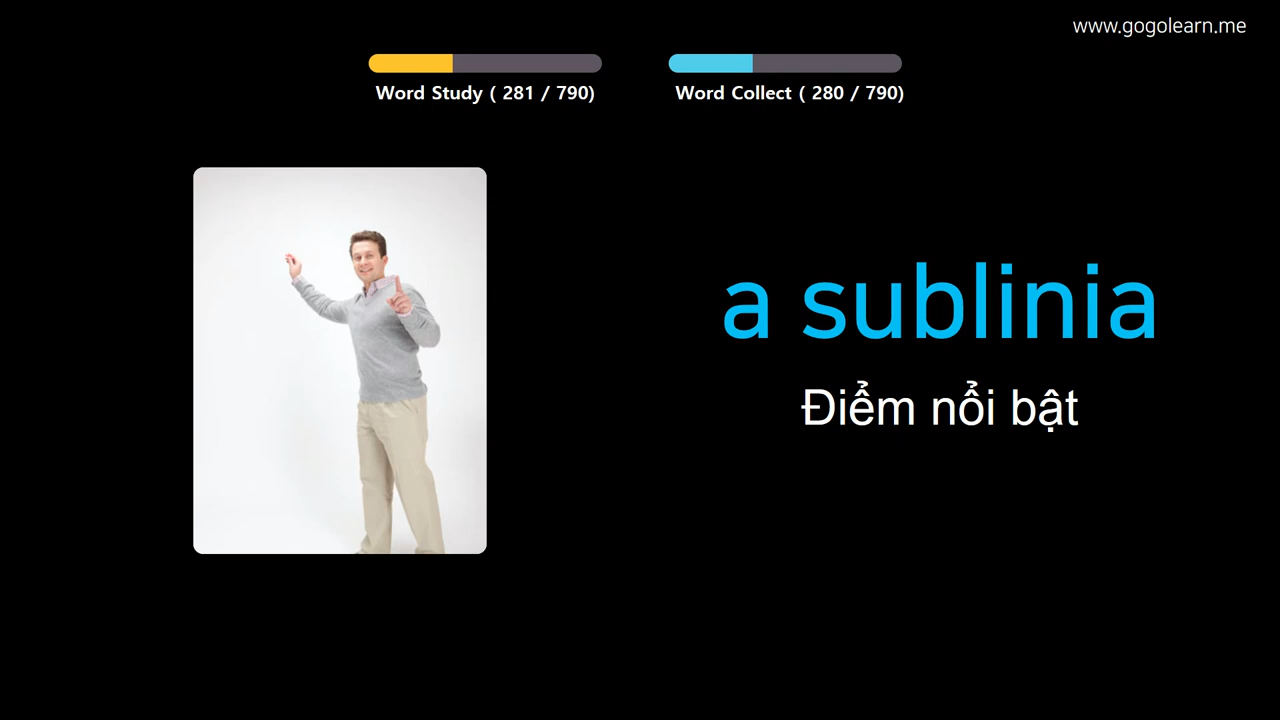 www.gogolearn.me
Word Study ( 281 / 790)
Word Collect ( 280 / 790)
a sublinia
Điểm nổi bật